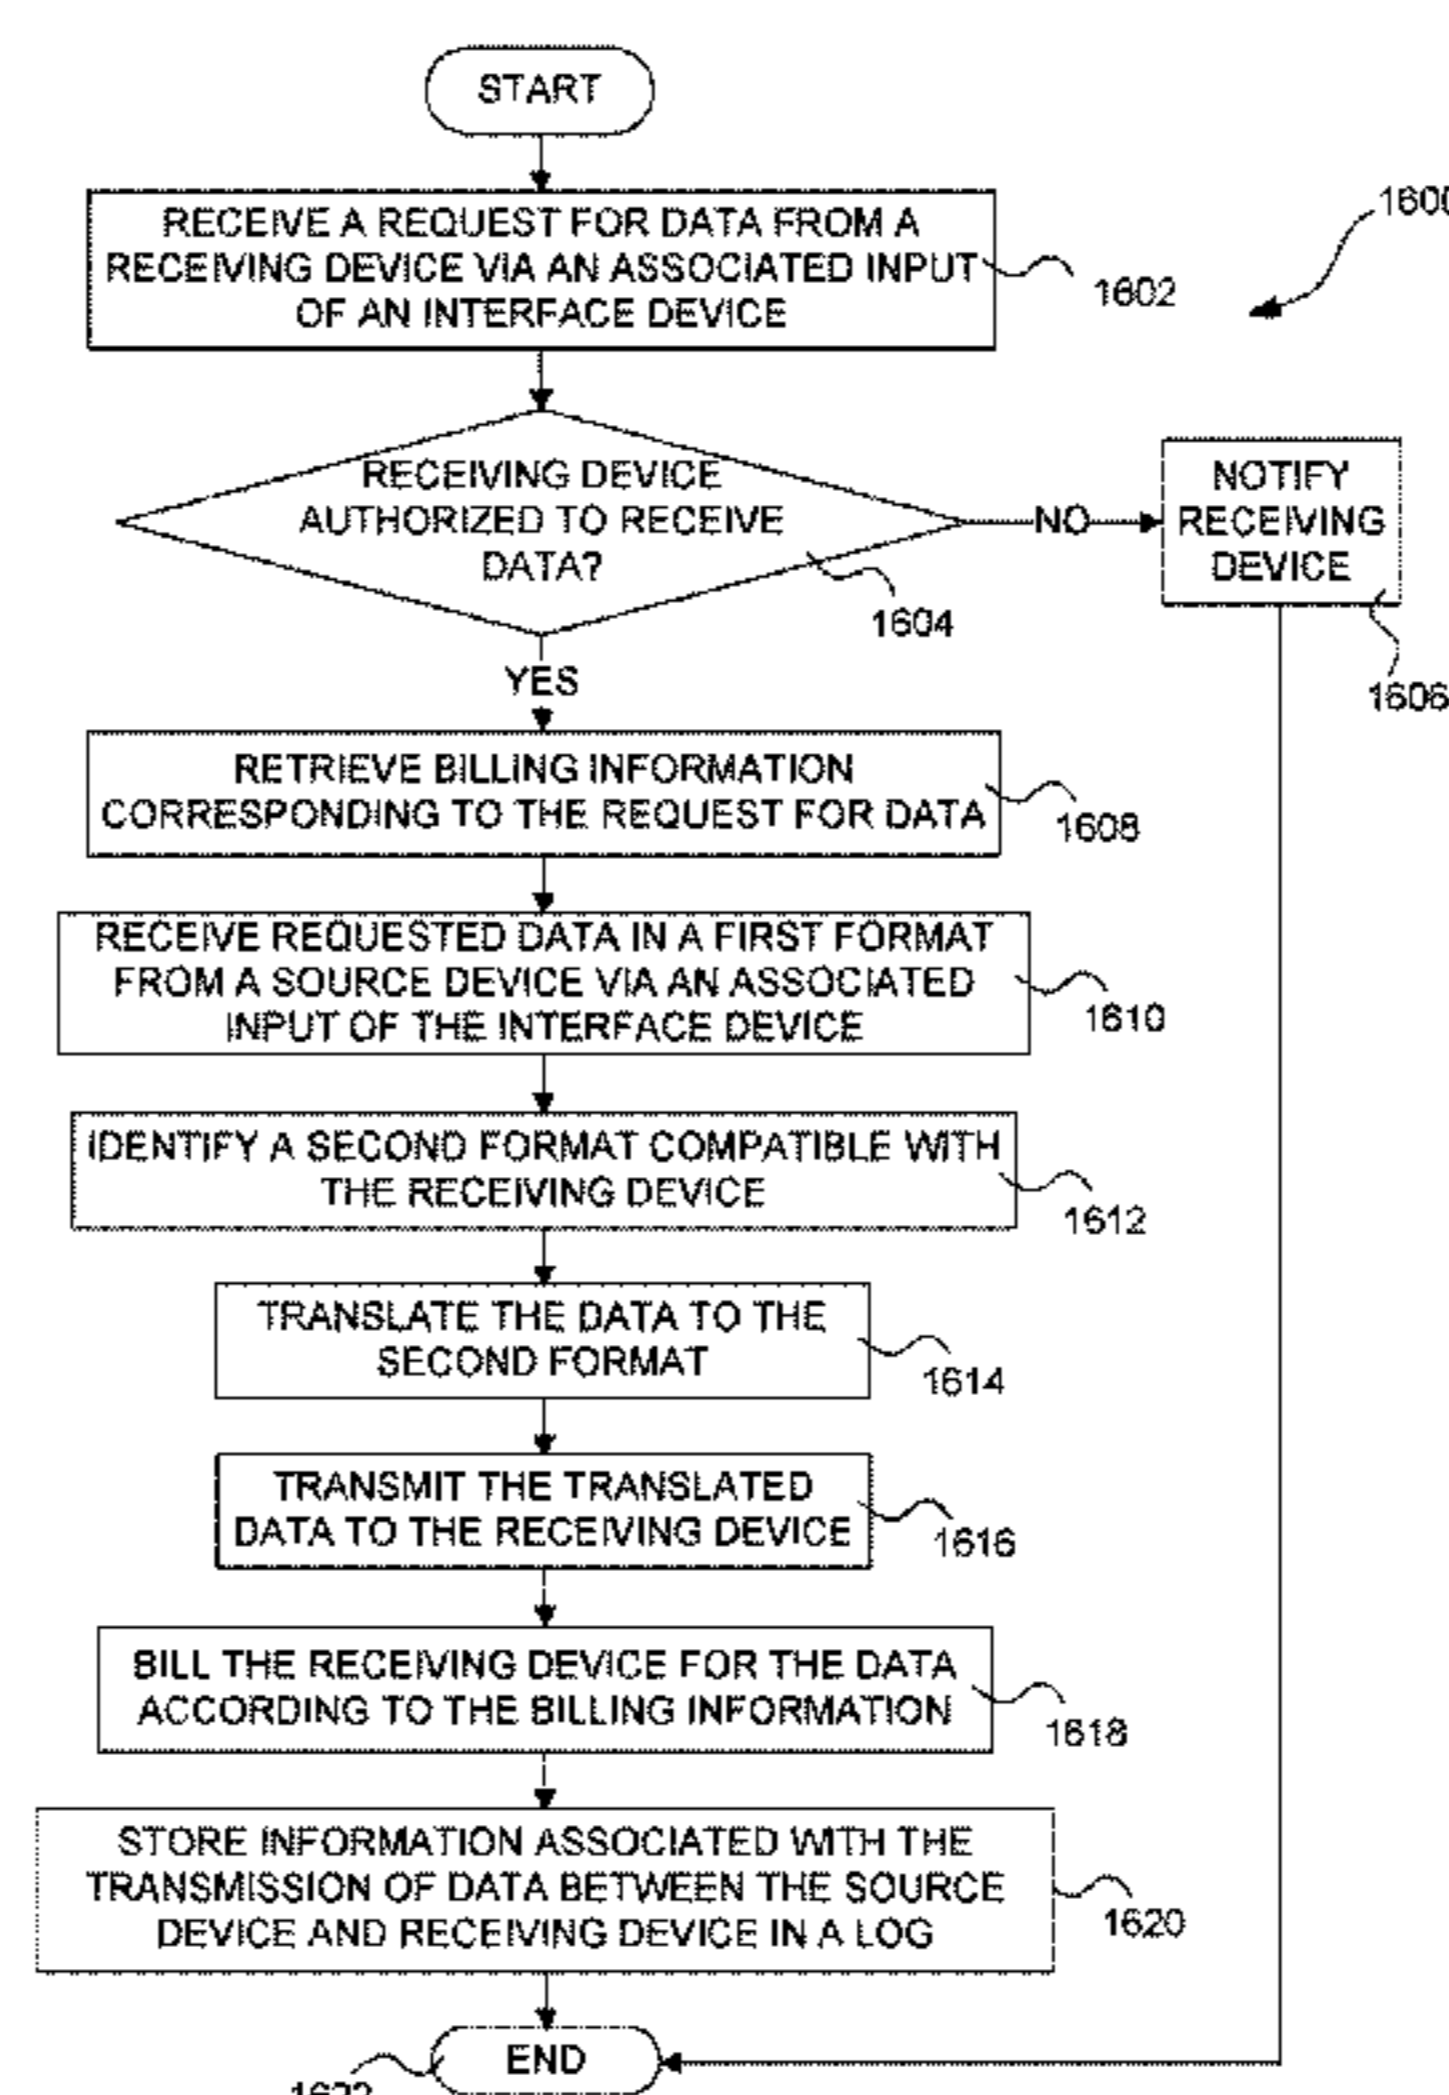 START
1600
RECEIVE A REQUEST FOR DATA FROM A
RECEIVING DEVICE VIA AN ASSOCIATED INPUT
OF AN INTERFACE DEVICE
1602
RECEIVING DEVICE
AUTHORIZED TO RECEIVE
DATA?
1604
NO
NOTIFY
RECEIVING
DEVICE
1606
YES
RETRIEVE BILLING INFORMATION
CORRESPONDING TO THE REQUEST FOR DATA
1608
RECEIVE REQUESTED DATA IN A FIRST FORMAT
FROM A SOURCE DEVICE VIA AN ASSOCIATED
INPUT OF THE INTERFACE DEVICE
1610
IDENTIFY A SECOND FORMAT COMPATIBLE WITH
THE RECEIVING DEVICE
1612
TRANSLATE THE DATA TO THE
SECOND FORMAT
1614
TRANSMIT THE TRANSLATED
DATA TO THE RECEIVING DEVICE
1616
BILL THE RECEIVING DEVICE FOR THE DATA
ACCORDING TO THE BILLING INFORMATION
1618
STORE INFORMATION ASSOCIATED WITH THE
TRANSMISSION OF DATA BETWEEN THE SOURCE
DEVICE AND RECEIVING DEVICE IN A LOG
1620
END